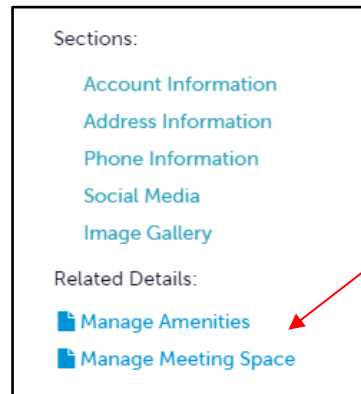 Sections:
Account Information
Address Information
Phone Information
Social Media
Image Gallery
Related Details:
Manage Amenities
Manage Meeting Space